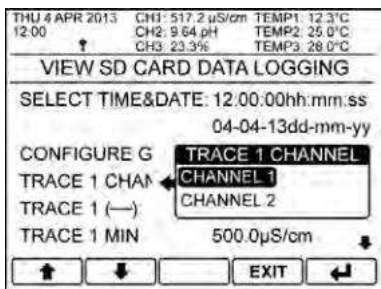 THU 4 APR 2013 CH1: 517.2 µS/cm TEMP1: 12.3°C
12:00 CH2: 9.64 pH TEMP2: 25.0°C
CH3: 23.3% TEMP3: 28.0°C
VIEW SD CARD DATA LOGGING
SELECT TIME&DATE: 12:00:00hh:mm:ss
04-04-13dd-mm-yy
CONFIGURE G
TRACE 1 CHANNEL
TRACE 1 CHAN
CHANNEL 1
CHANNEL 2
TRACE 1 (—)
TRACE 1 MIN 500.0µS/cm
EXIT